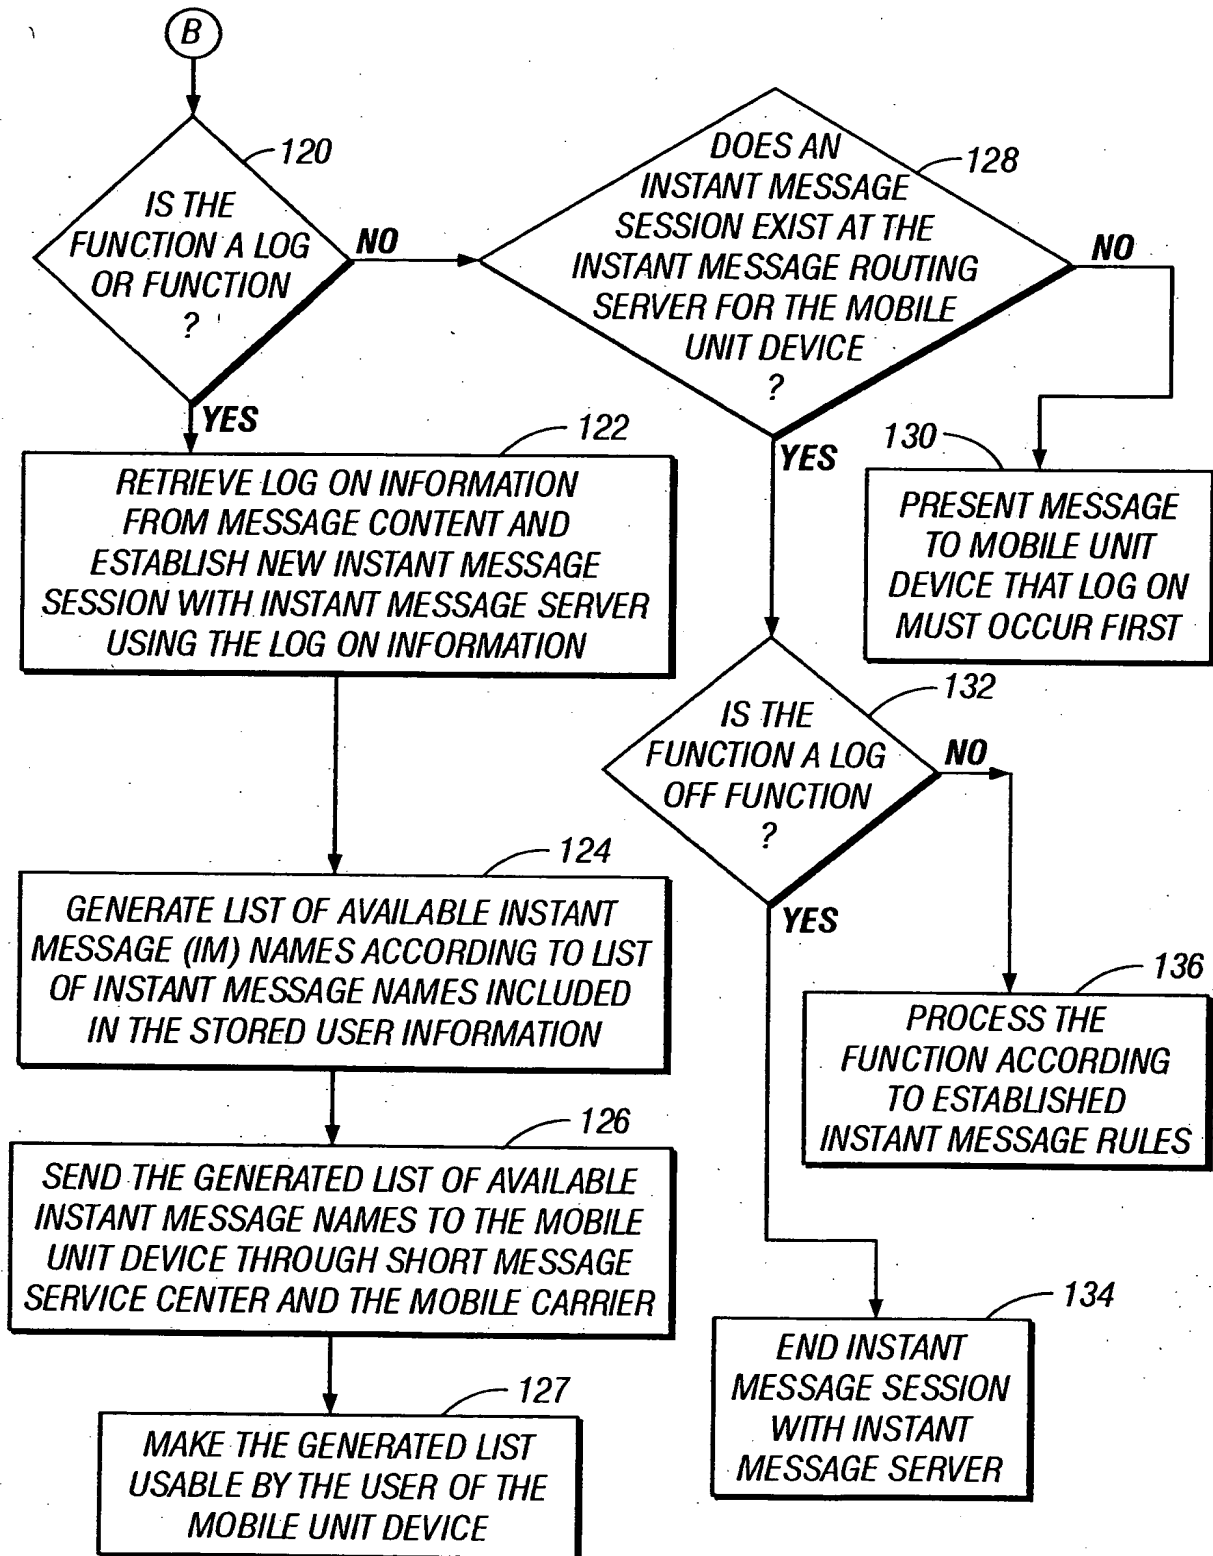 B
120
IS THE
FUNCTION A LOG
OR FUNCTION
?
NO
YES
DOES AN
INSTANT MESSAGE
SESSION EXIST AT THE
INSTANT MESSAGE ROUTING
SERVER FOR THE MOBILE
UNIT DEVICE
?
128
NO
YES
122
RETRIEVE LOG ON INFORMATION
FROM MESSAGE CONTENT AND
ESTABLISH NEW INSTANT MESSAGE
SESSION WITH INSTANT MESSAGE SERVER
USING THE LOG ON INFORMATION
130
PRESENT MESSAGE
TO MOBILE UNIT
DEVICE THAT LOG ON
MUST OCCUR FIRST
132
IS THE
FUNCTION A LOG
OFF FUNCTION
?
NO
YES
124
GENERATE LIST OF AVAILABLE INSTANT
MESSAGE (IM) NAMES ACCORDING TO LIST
OF INSTANT MESSAGE NAMES INCLUDED
IN THE STORED USER INFORMATION
136
PROCESS THE
FUNCTION ACCORDING
TO ESTABLISHED
INSTANT MESSAGE RULES
126
SEND THE GENERATED LIST OF AVAILABLE
INSTANT MESSAGE NAMES TO THE MOBILE
UNIT DEVICE THROUGH SHORT MESSAGE
SERVICE CENTER AND THE MOBILE CARRIER
134
END INSTANT
MESSAGE SESSION
WITH INSTANT
MESSAGE SERVER
127
MAKE THE GENERATED LIST
USABLE BY THE USER OF THE
MOBILE UNIT DEVICE